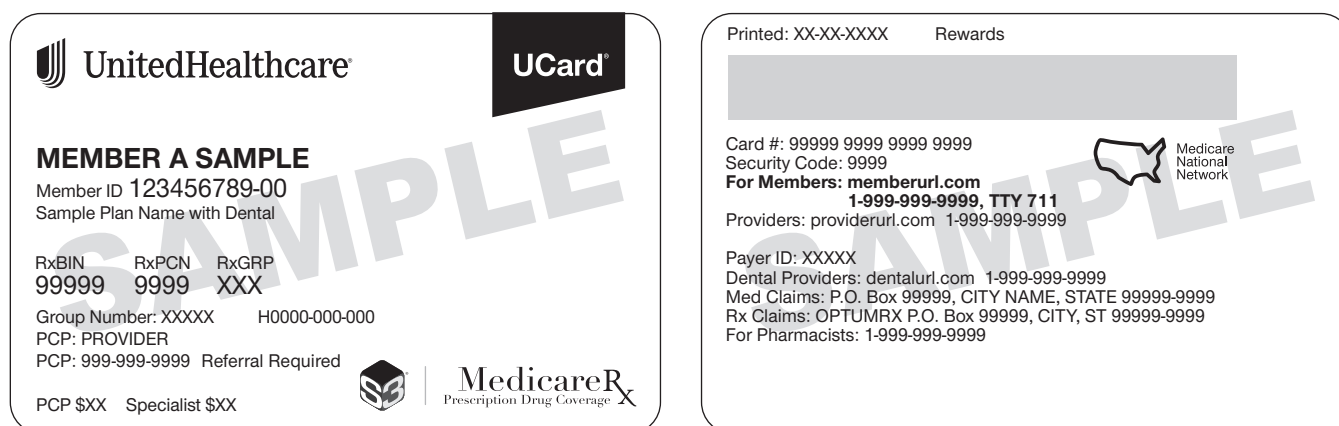 UnitedHealthcare®
UCard®
MEMBER A SAMPLE
Member ID 123456789-00
Sample Plan Name with Dental
RxBIN RxPCN RxGRP
99999 9999 XXX
Group Number: XXXXX H0000-000-000
PCP: PROVIDER
PCP: 999-999-9999 Referral Required
PCP $XX Specialist $XX
S3
MedicareRx
Prescription Drug Coverage
SAMPLE
Printed: XX-XX-XXXX Rewards
Card #: 99999 9999 9999 9999
Security Code: 9999
For Members: memberurl.com
1-999-999-9999, TTY 711
Providers: providerurl.com 1-999-999-9999
Medicare
National
Network
Payer ID: XXXXX
Dental Providers: dentalurl.com 1-999-999-9999
Med Claims: P.O. Box 99999, CITY NAME, STATE 99999-9999
Rx Claims: OPTUMRX P.O. Box 99999, CITY, ST 99999-9999
For Pharmacists: 1-999-999-9999
SAMPLE